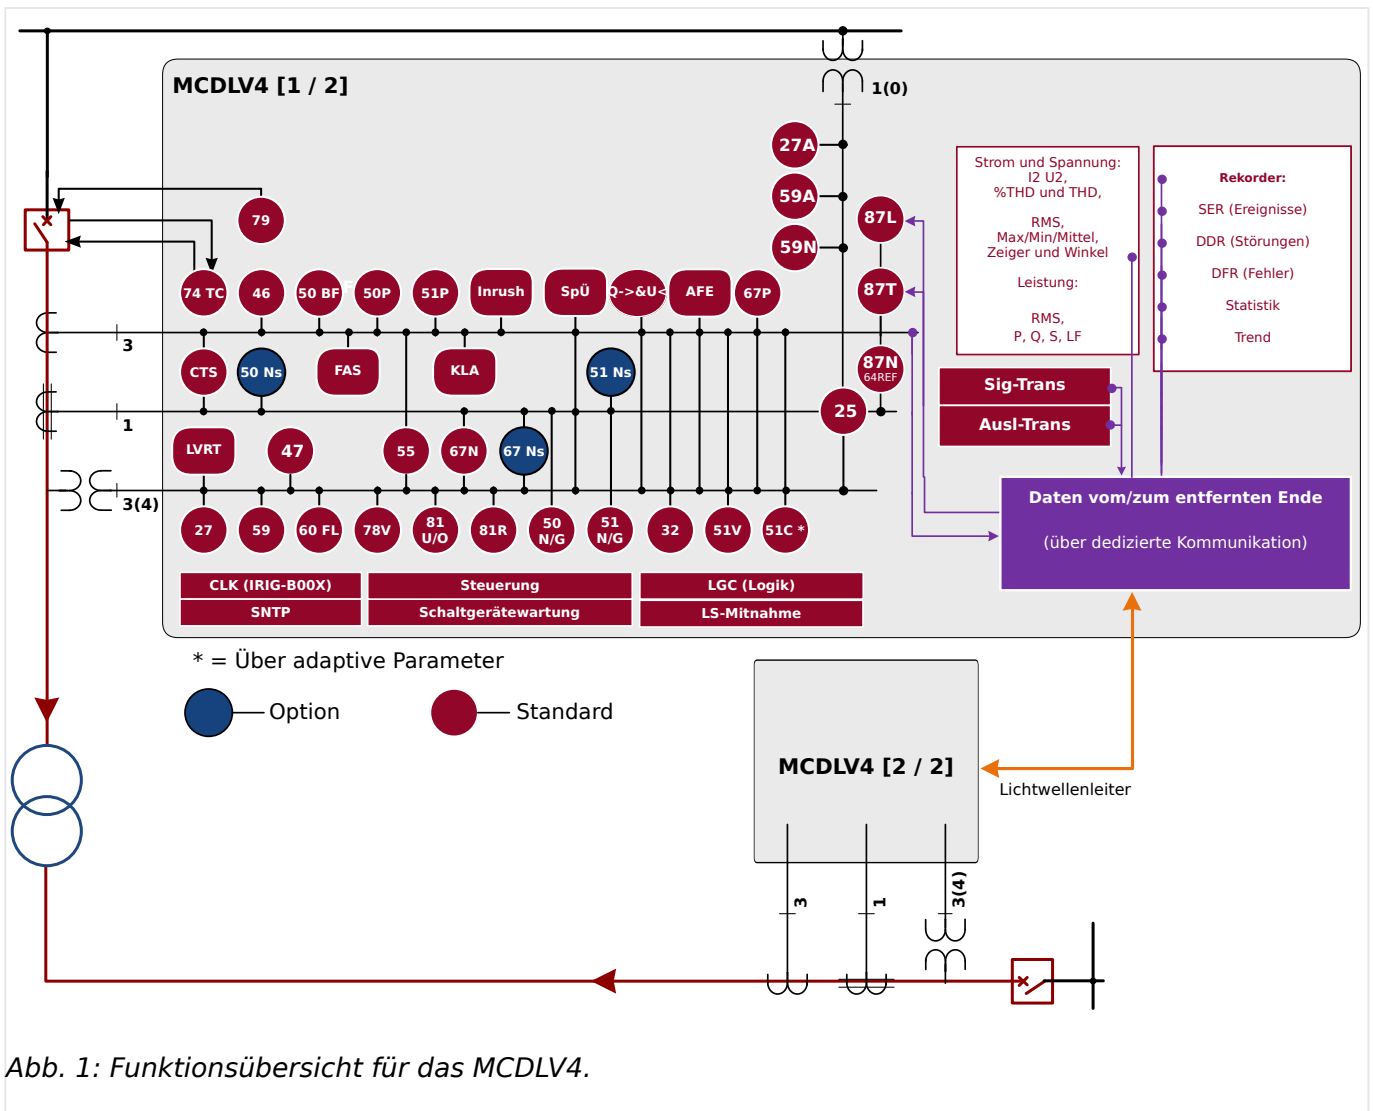 MCDLV4 [1 / 2]
1(0)
27A
59A
59N
87L
87T
87N
64REF
25
Strom und Spannung:
I2 U2,
%THD und THD,
RMS,
Max/Min/Mittel,
Zeiger und Winkel
Leistung:
RMS,
P, Q, S, LF
Rekorder:
SER (Ereignisse)
DDR (Störungen)
DFR (Fehler)
Statistik
Trend
79
74 TC
46
50 BF
50P
51P
Inrush
SpÜ
Q->&U<
AFE
67P
3
CTS
50 Ns
FAS
KLA
51 Ns
1
LVRT
47
55
67N
67 Ns
3(4)
27
59
60 FL
78V
81
U/O
81R
50
N/G
51
N/G
32
51V
51C *
Sig-Trans
Ausl-Trans
Daten vom/zum entfernten Ende
(über dedizierte Kommunikation)
CLK (IRIG-B00X)
Steuerung
LGC (Logik)
SNTP
Schaltgerätewartung
LS-Mitnahme
* = Über adaptive Parameter
Option
Standard
MCDLV4 [2 / 2]
Lichtwellenleiter
3
1
3(4)
Abb. 1: Funktionsübersicht für das MCDLV4.